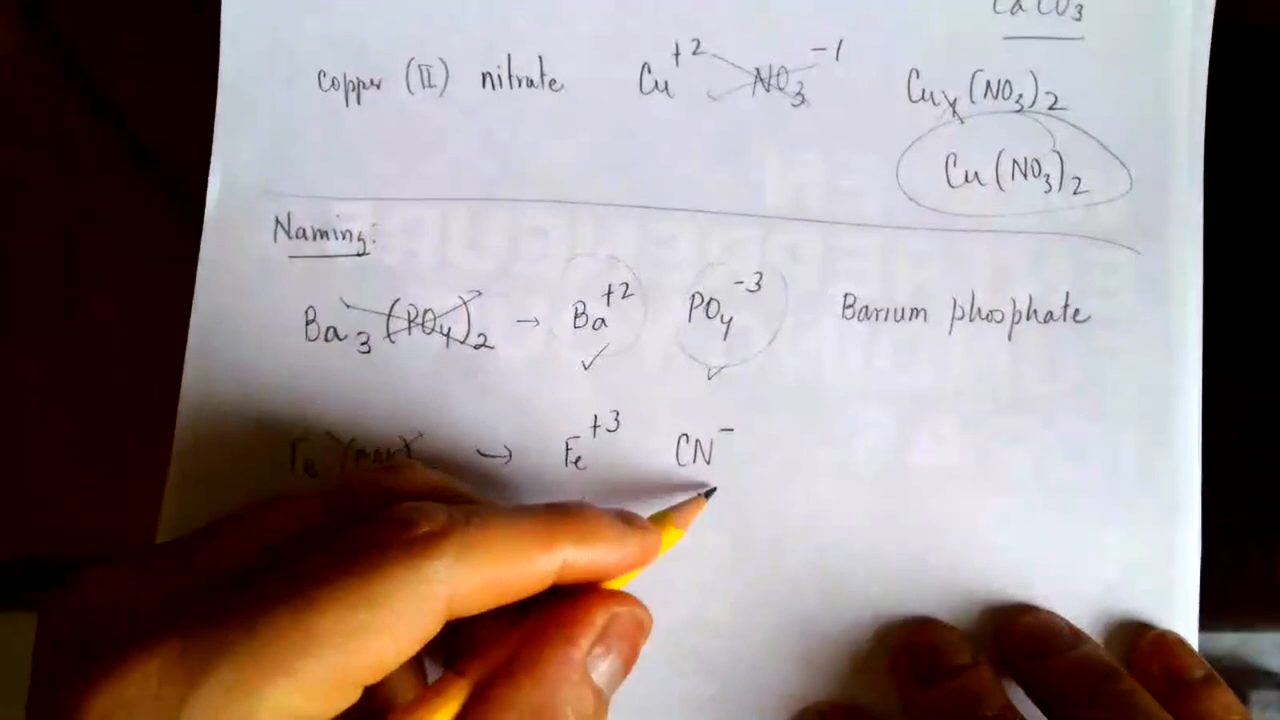 CaCO3
copper (II) nitrate Cu+2 NO3-1 Cux(NO3)2
Cu(NO3)2
Naming:
Ba3(PO4)2 → Ba+2 PO4-3 Barium phosphate
Fe → Fe+3 CN-